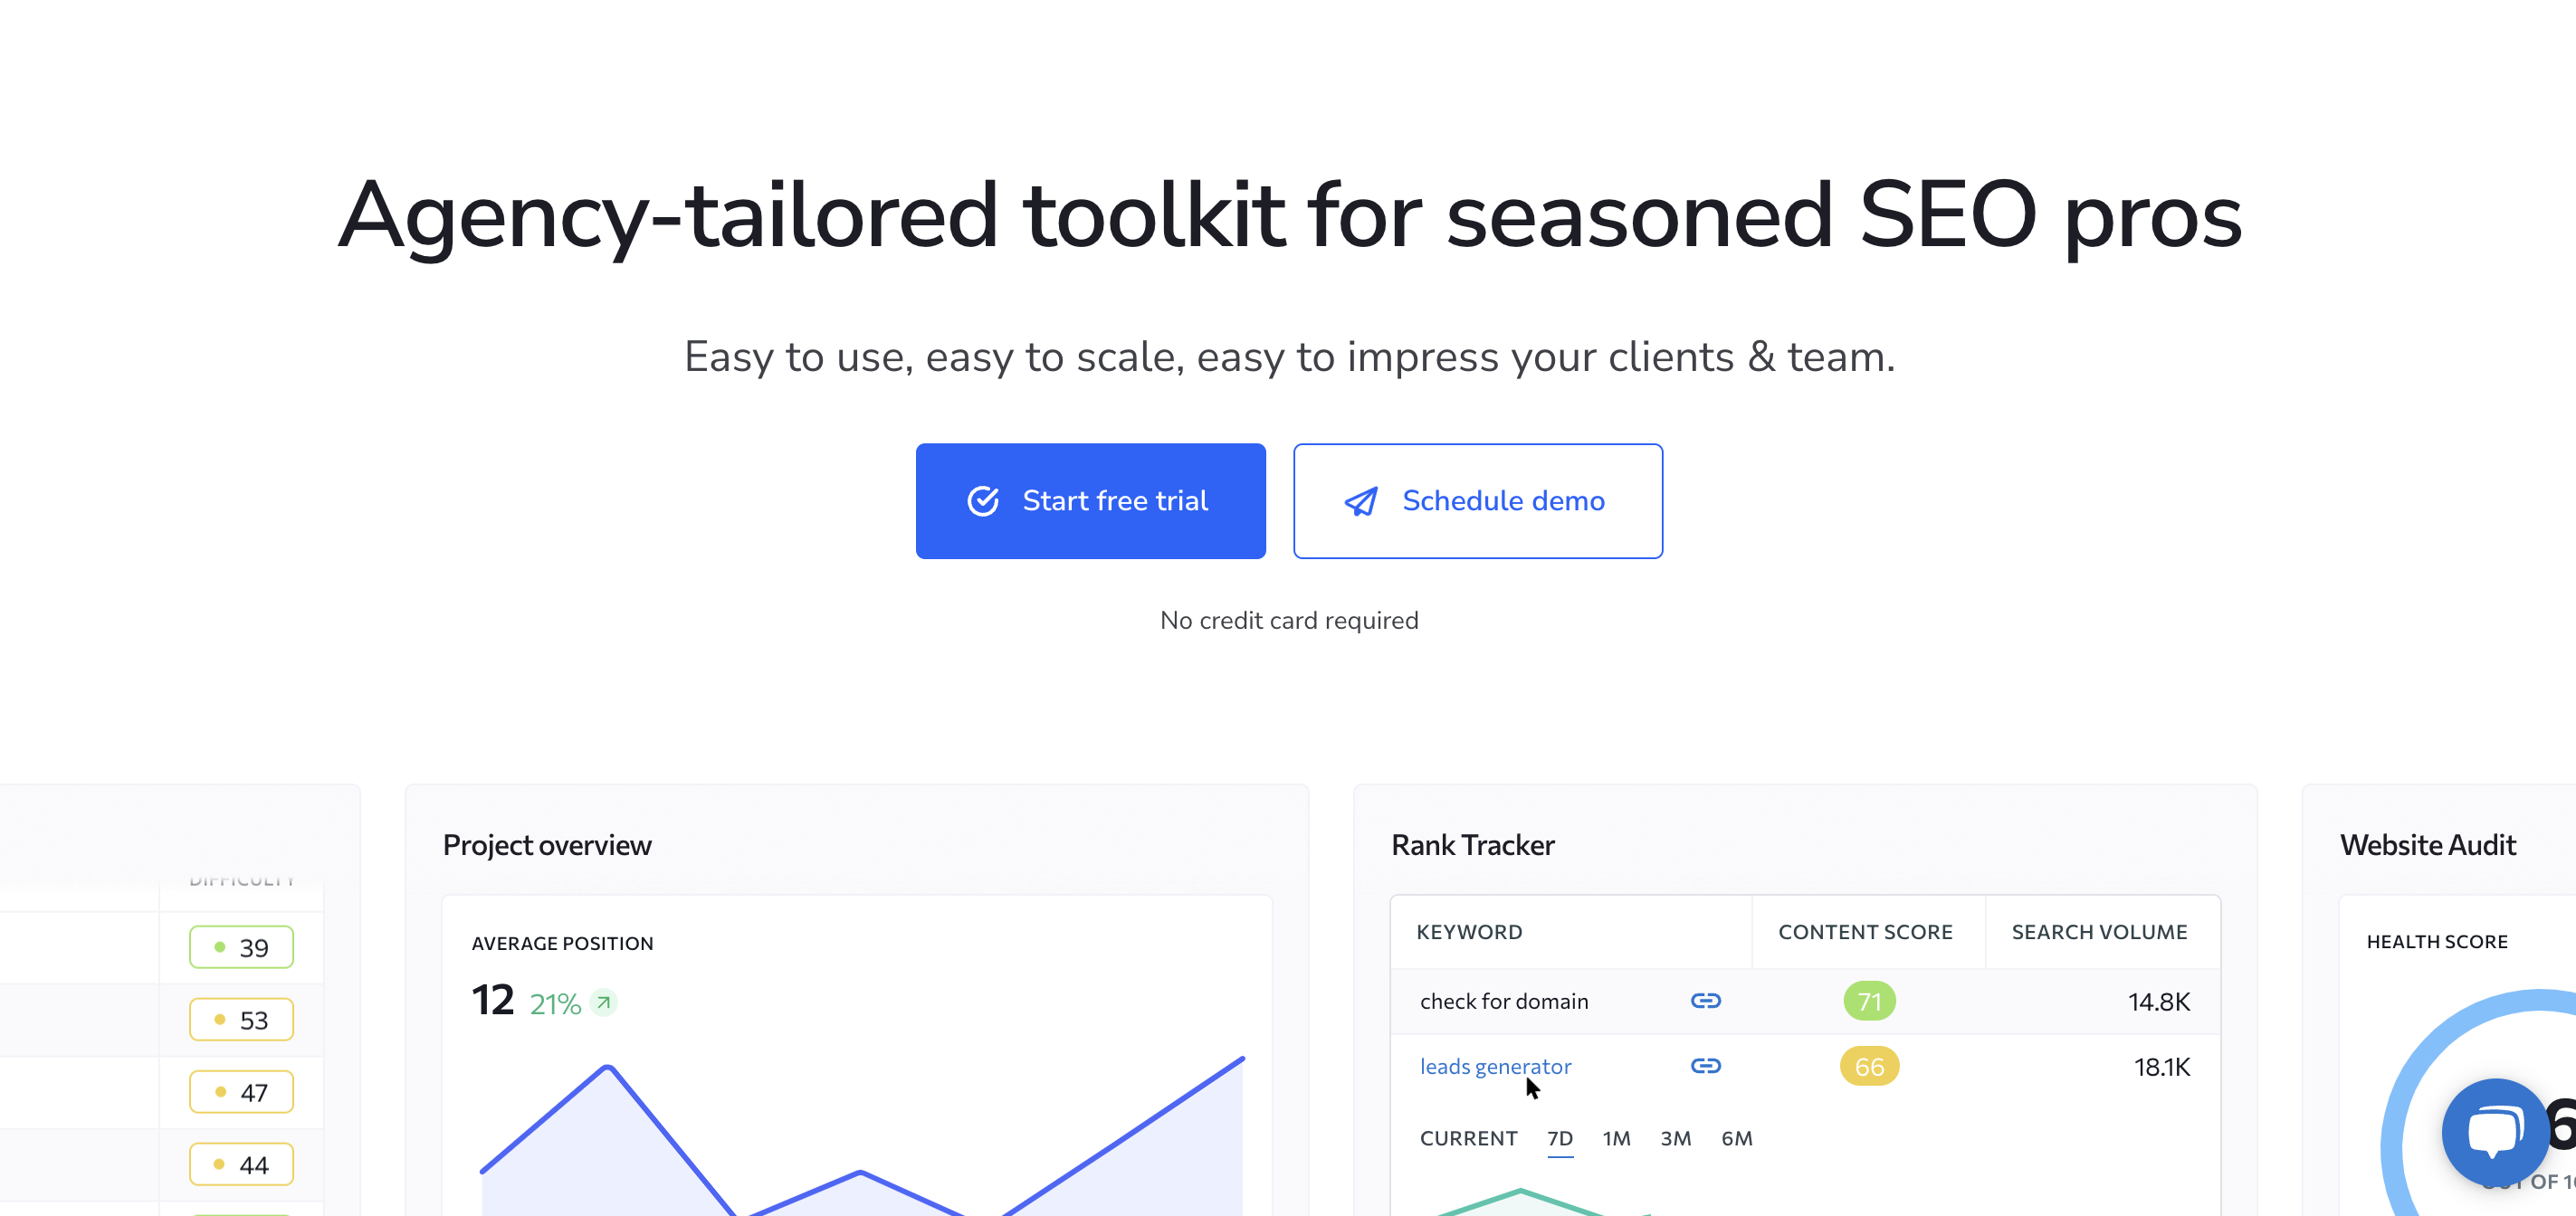 Agency-tailored toolkit for seasoned SEO pros
Easy to use, easy to scale, easy to impress your clients & team.
Start free trial
Schedule demo
No credit card required
DIFFICULTY
39
53
47
44
Project overview
AVERAGE POSITION
12 21%
Rank Tracker
KEYWORD CONTENT SCORE SEARCH VOLUME
check for domain 71 14.8K
leads generator 66 18.1K
CURRENT 7D 1M 3M 6M
Website Audit
HEALTH SCORE
OF